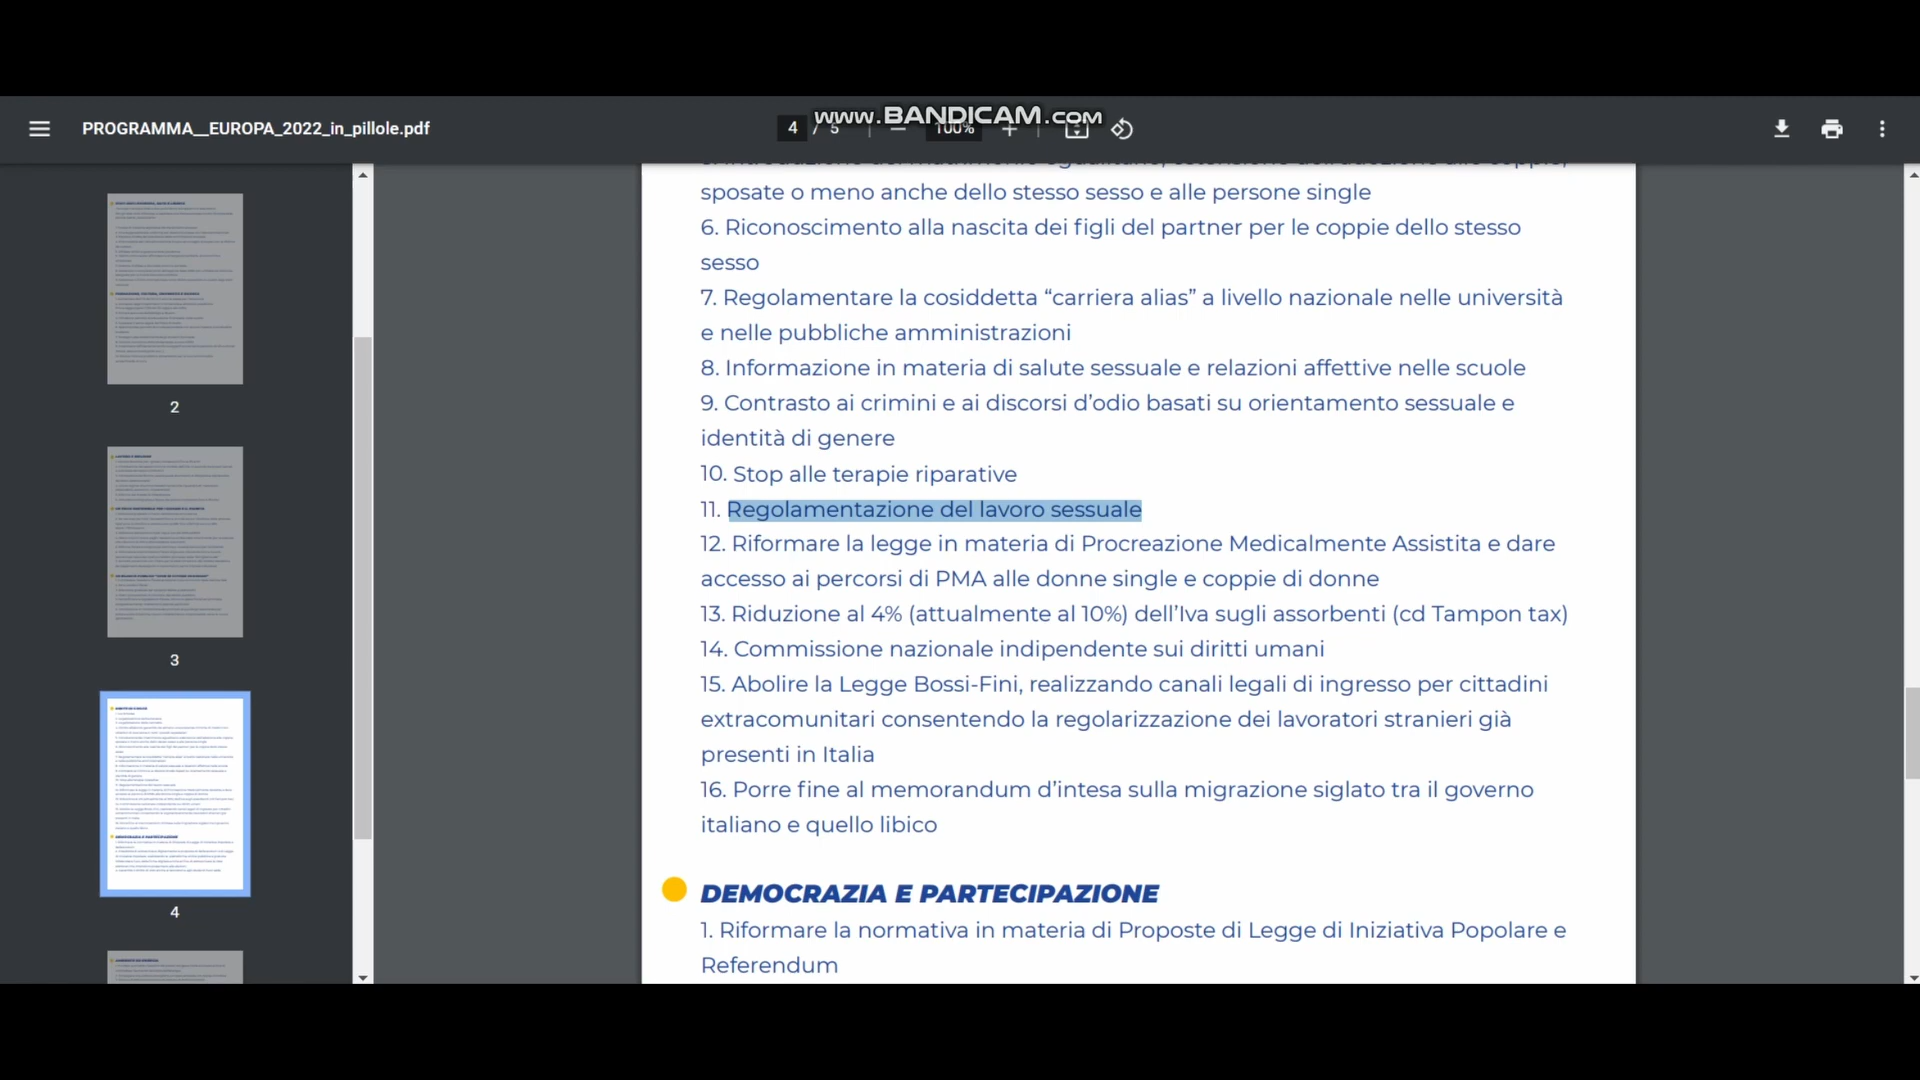 www.BANDICAM.com
PROGRAMMA__EUROPA_2022_in_pillole.pdf
4 / 5
100%
sposate o meno anche dello stesso sesso e alle persone single
6. Riconoscimento alla nascita dei figli del partner per le coppie dello stesso
sesso
7. Regolamentare la cosiddetta “carriera alias” a livello nazionale nelle università
e nelle pubbliche amministrazioni
8. Informazione in materia di salute sessuale e relazioni affettive nelle scuole
9. Contrasto ai crimini e ai discorsi d’odio basati su orientamento sessuale e
identità di genere
10. Stop alle terapie riparative
11. Regolamentazione del lavoro sessuale
12. Riformare la legge in materia di Procreazione Medicalmente Assistita e dare
accesso ai percorsi di PMA alle donne single e coppie di donne
13. Riduzione al 4% (attualmente al 10%) dell’Iva sugli assorbenti (cd Tampon tax)
14. Commissione nazionale indipendente sui diritti umani
15. Abolire la Legge Bossi-Fini, realizzando canali legali di ingresso per cittadini
extracomunitari consentendo la regolarizzazione dei lavoratori stranieri già
presenti in Italia
16. Porre fine al memorandum d’intesa sulla migrazione siglato tra il governo
italiano e quello libico
DEMOCRAZIA E PARTECIPAZIONE
1. Riformare la normativa in materia di Proposte di Legge di Iniziativa Popolare e
Referendum
2
3
4